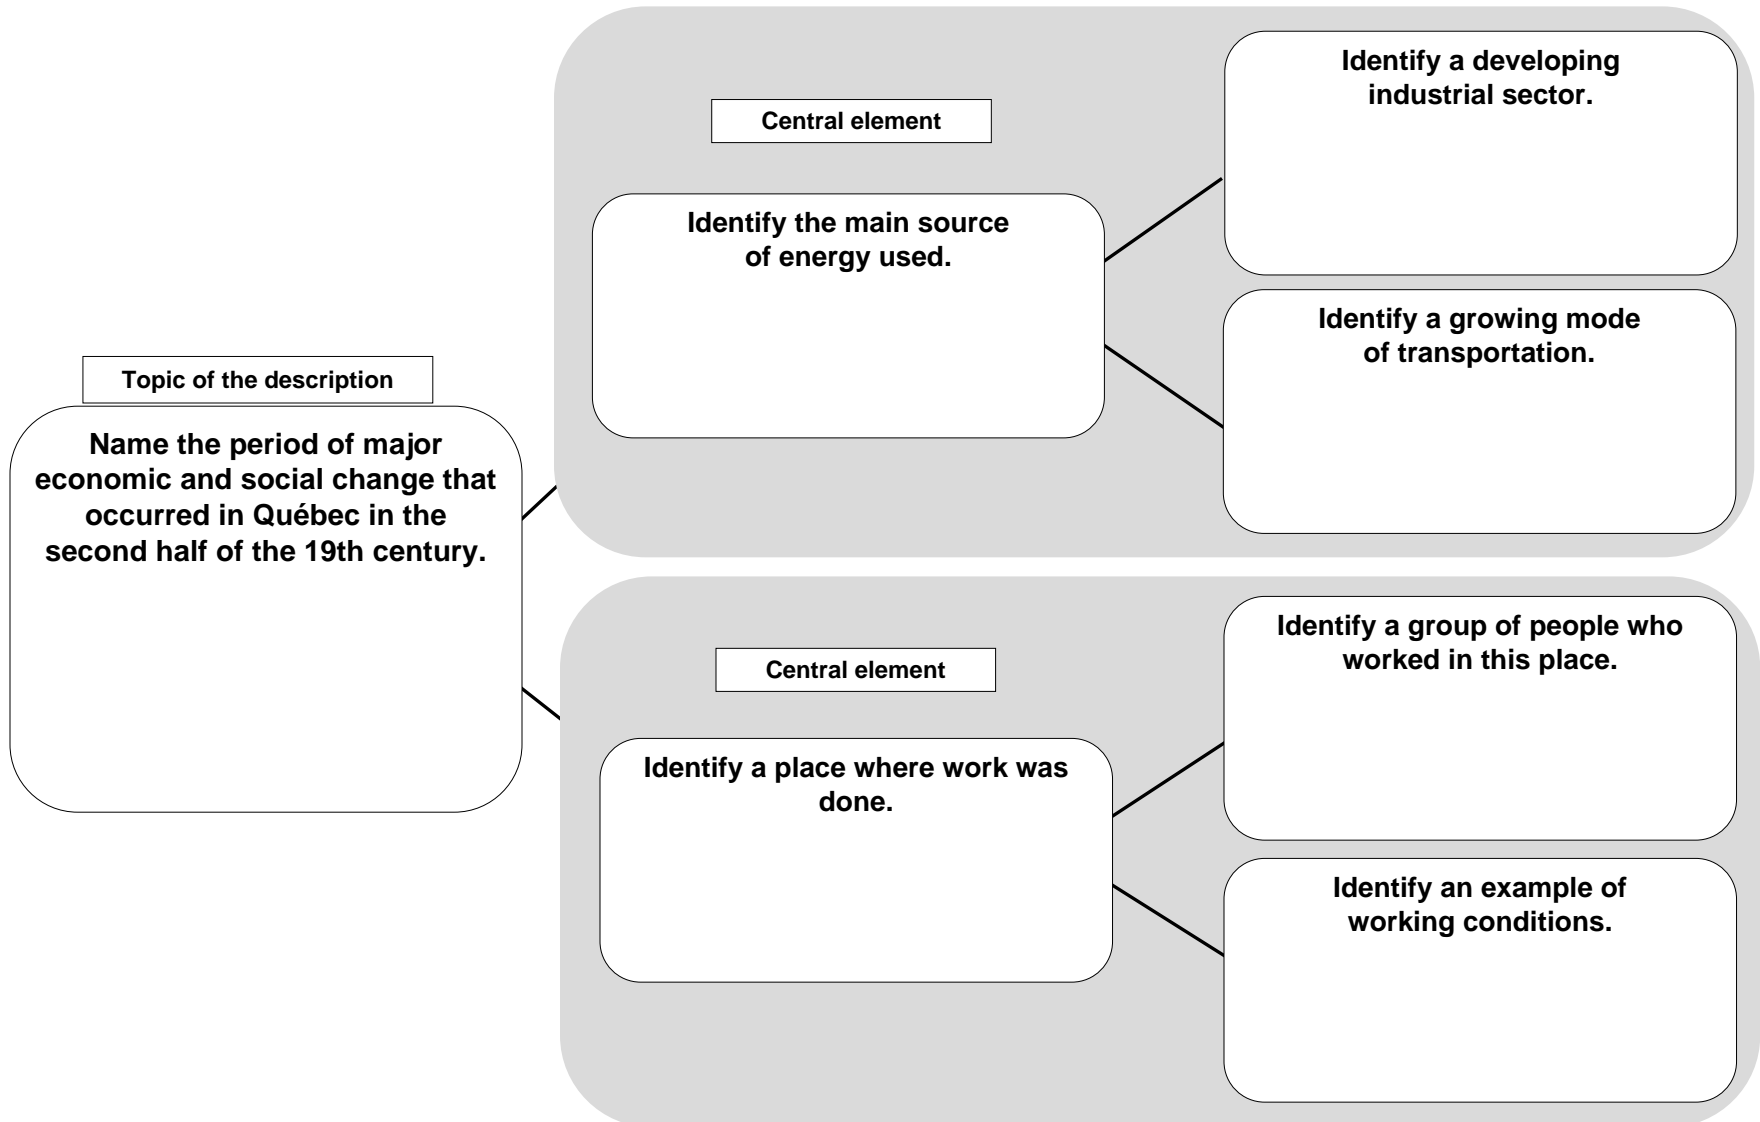 Topic of the description
Name the period of major
economic and social change that
occurred in Québec in the
second half of the 19th century.
Central element
Identify the main source
of energy used.
Identify a developing
industrial sector.
Identify a growing mode
of transportation.
Central element
Identify a place where work was
done.
Identify a group of people who
worked in this place.
Identify an example of
working conditions.